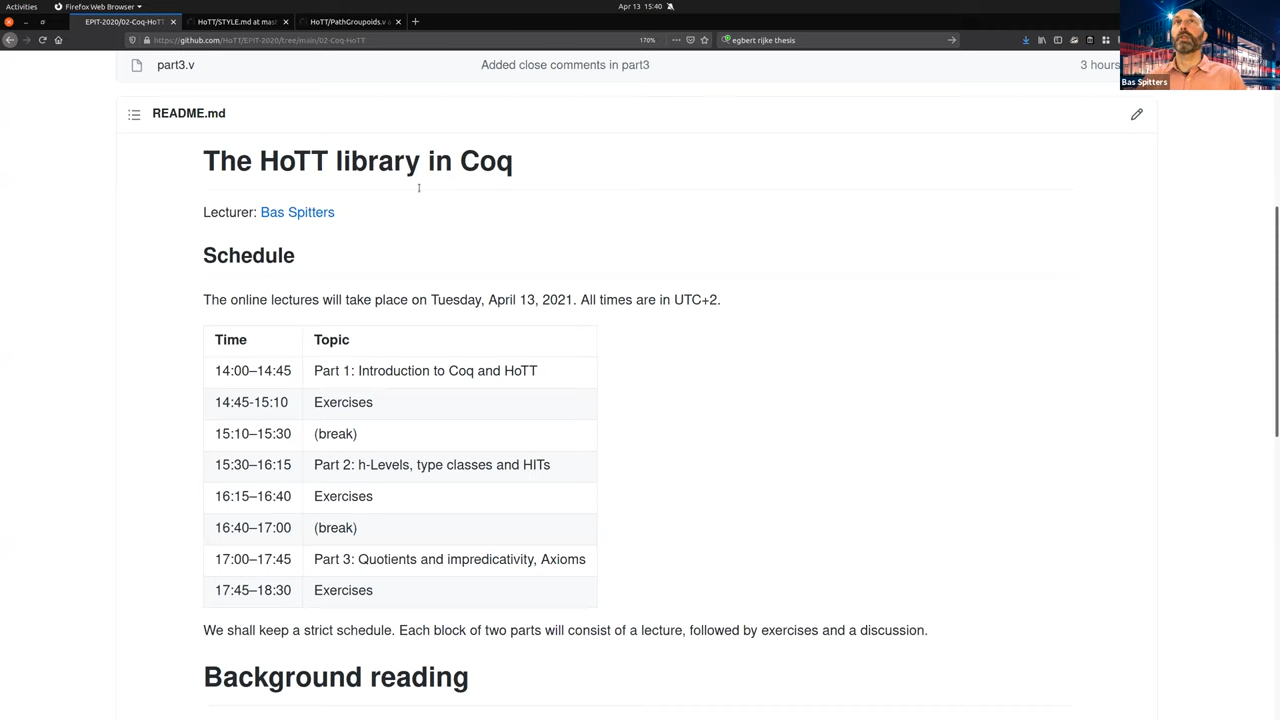 Activities
Firefox Web Browser
Apr 13 15:40
EPIT-2020/02-Coq-HoTT
HoTT/STYLE.md at mast
HoTT/PathGroupoids.v a
https://github.com/HoTT/EPIT-2020/tree/main/02-Coq-HoTT
170%
egbert rijke thesis
Bas Spitters
part3.v
Added close comments in part3
3 hours
README.md
The HoTT library in Coq
Lecturer: Bas Spitters
Schedule
The online lectures will take place on Tuesday, April 13, 2021. All times are in UTC+2.
Time Topic
14:00–14:45 Part 1: Introduction to Coq and HoTT
14:45-15:10 Exercises
15:10–15:30 (break)
15:30–16:15 Part 2: h-Levels, type classes and HITs
16:15–16:40 Exercises
16:40–17:00 (break)
17:00–17:45 Part 3: Quotients and impredicativity, Axioms
17:45–18:30 Exercises
We shall keep a strict schedule. Each block of two parts will consist of a lecture, followed by exercises and a discussion.
Background reading